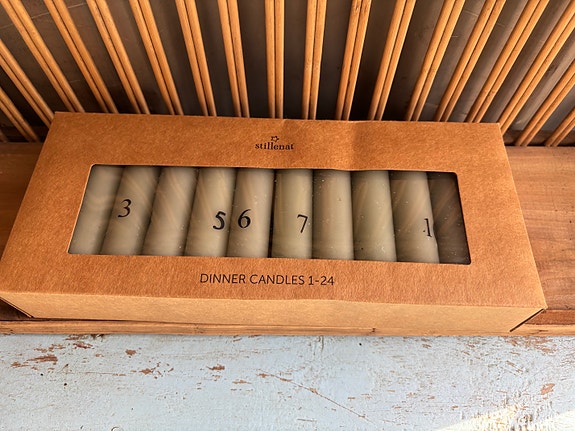 stillenat
3 5 6 7 1
DINNER CANDLES 1-24